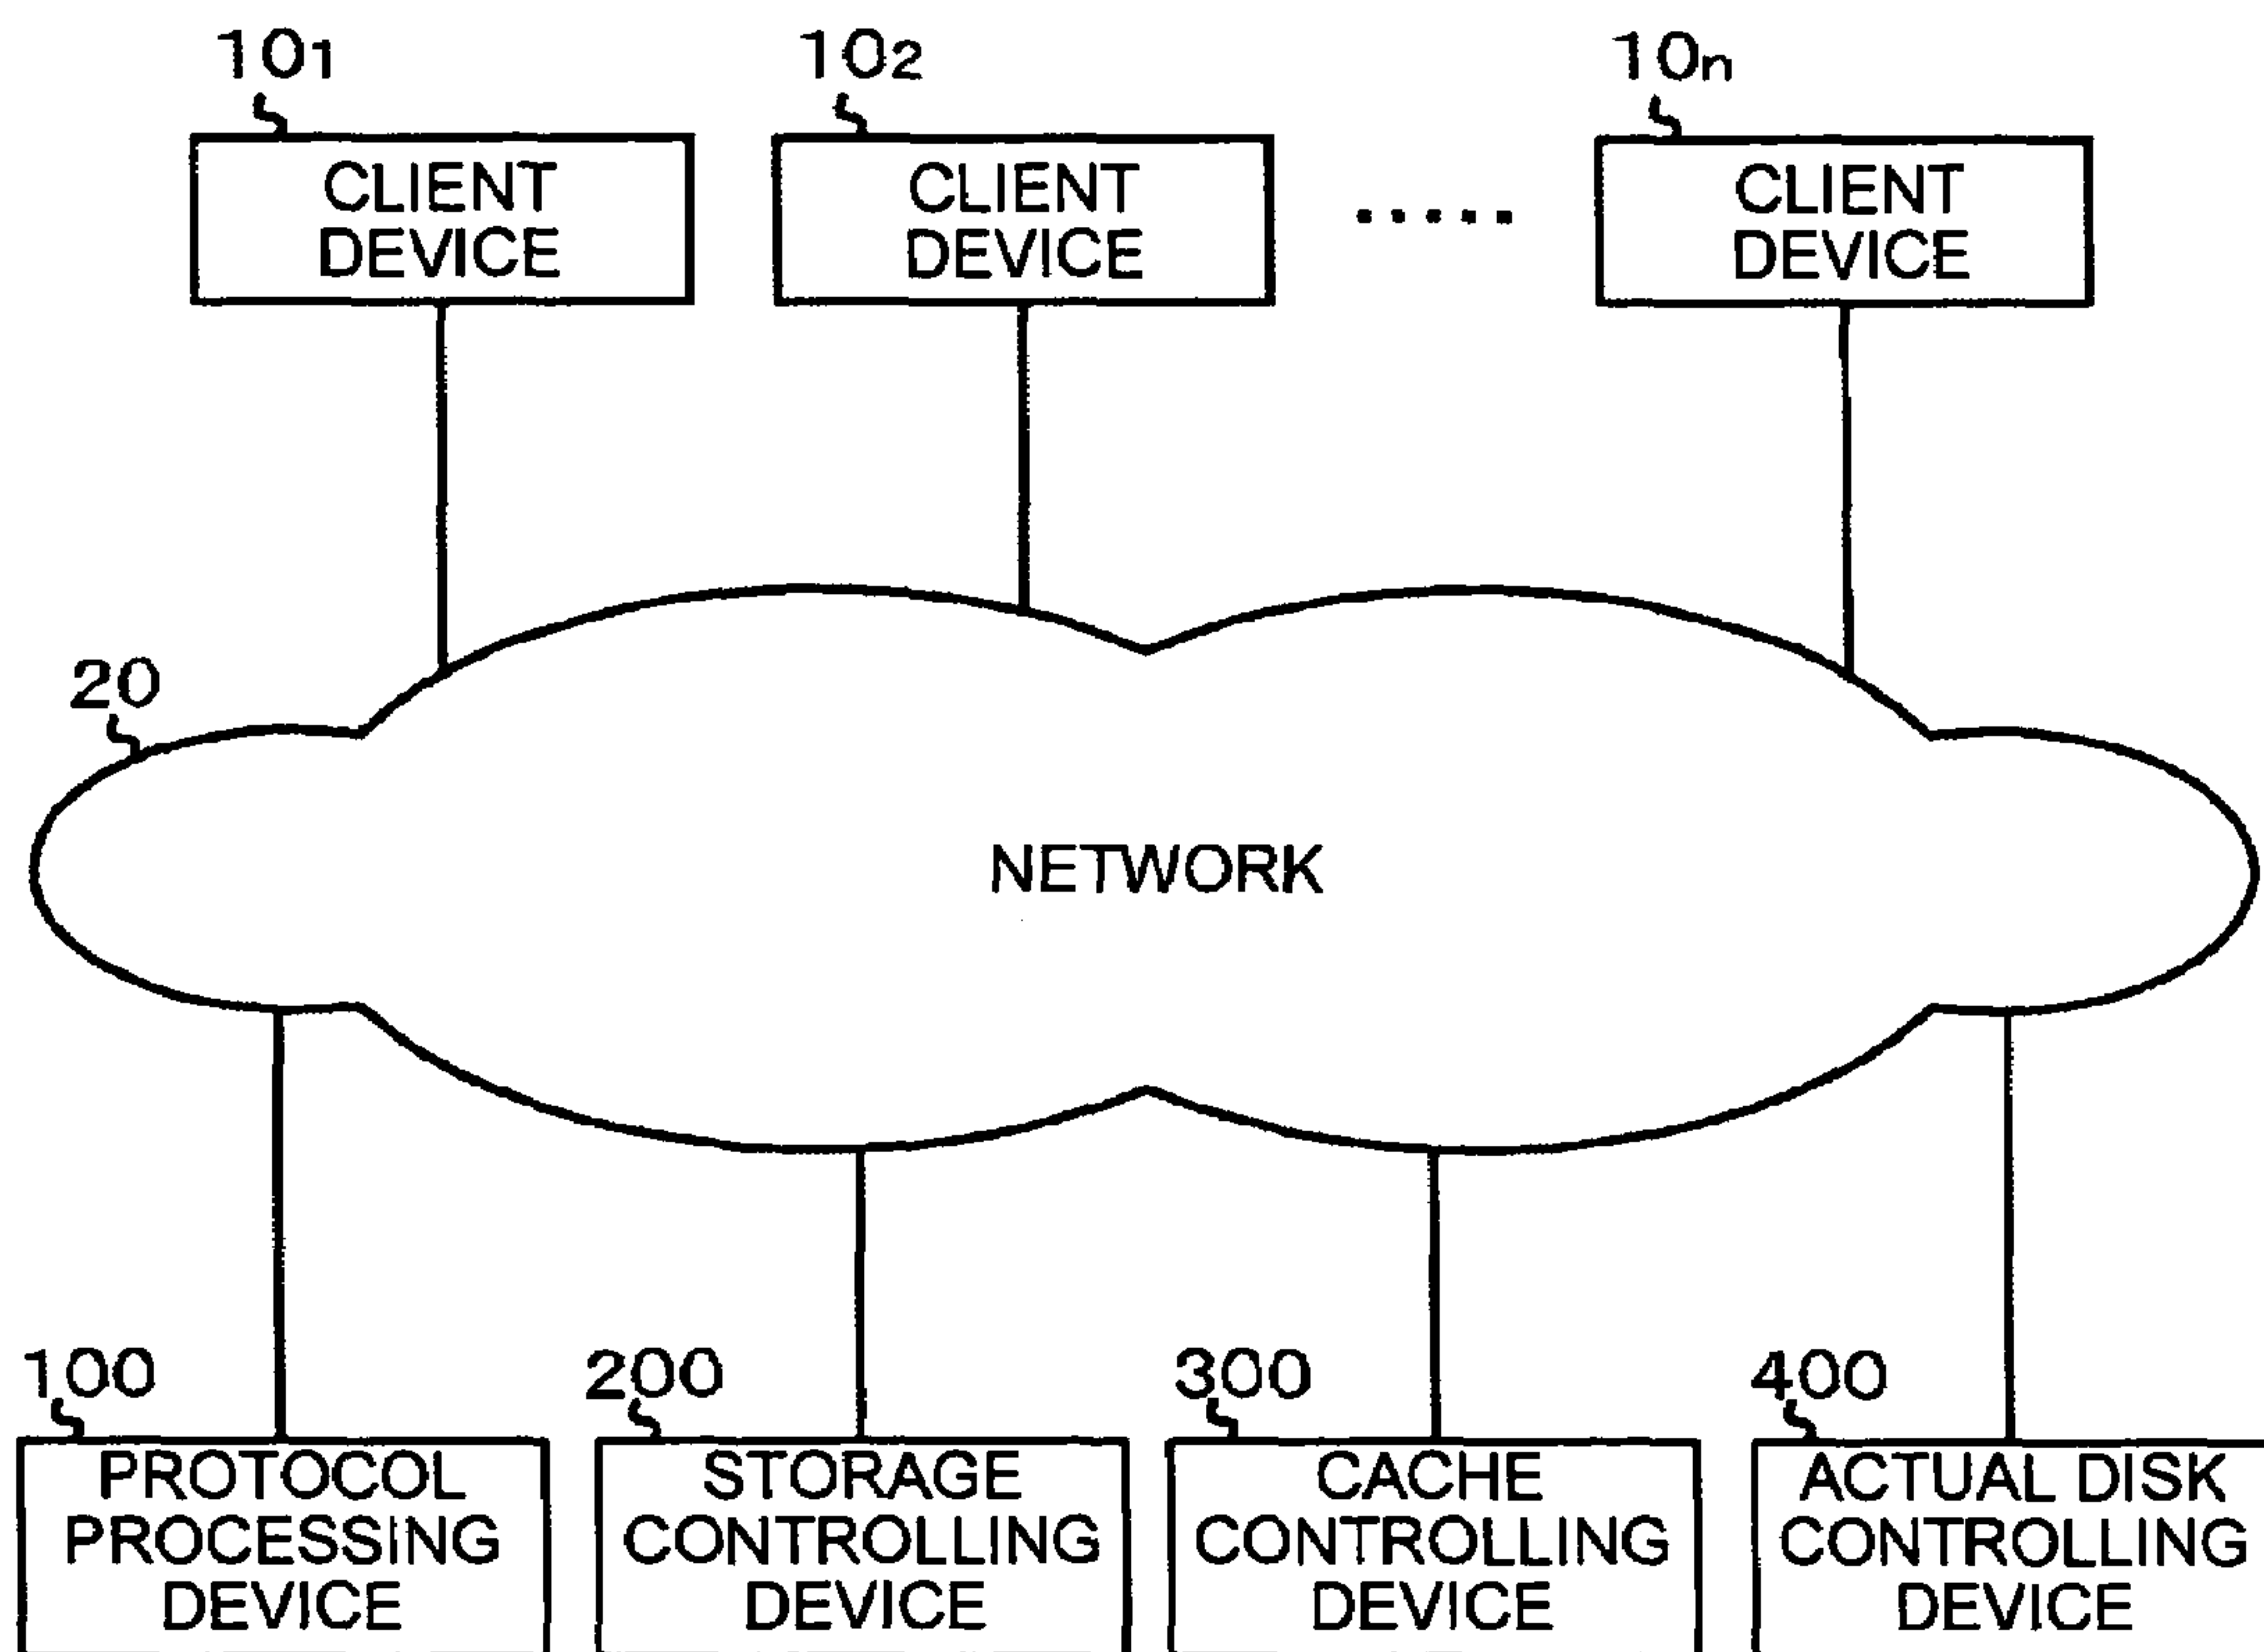 10₁
10₂
10ₙ
CLIENT
DEVICE
CLIENT
DEVICE
.....
CLIENT
DEVICE
20
NETWORK
100
200
300
400
PROTOCOL
PROCESSING
DEVICE
STORAGE
CONTROLLING
DEVICE
CACHE
CONTROLLING
DEVICE
ACTUAL DISK
CONTROLLING
DEVICE